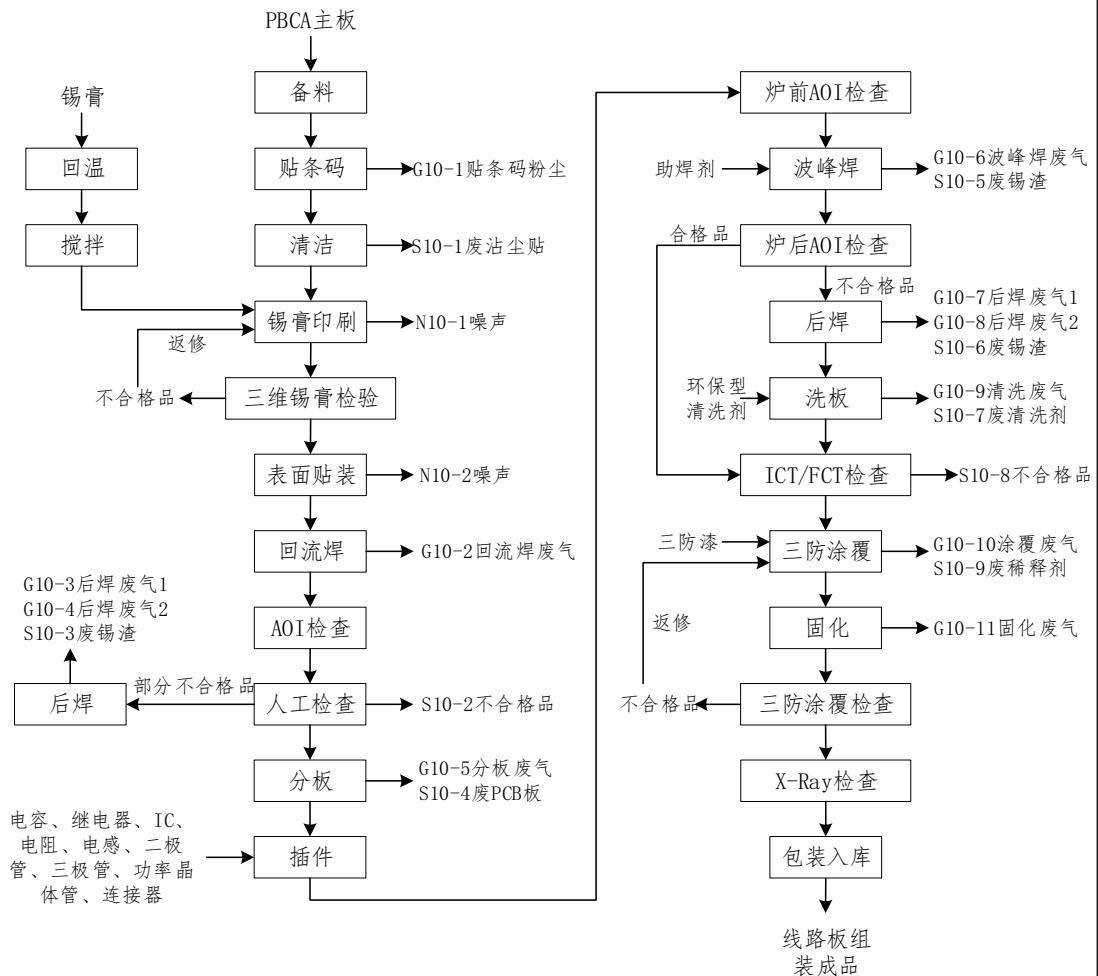 PBCA主板
备料
锡膏
回温
搅拌
贴条码
G10-1贴条码粉尘
清洁
S10-1废沾尘贴
锡膏印刷
N10-1噪声
返修
不合格品
三维锡膏检验
表面贴装
N10-2噪声
回流焊
G10-2回流焊废气
AOI检查
G10-3后焊废气1
G10-4后焊废气2
S10-3废锡渣
后焊
部分不合格品
人工检查
S10-2不合格品
分板
G10-5分板废气
S10-4废PCB板
电容、继电器、IC、
电阻、电感、二极
管、三极管、功率晶
体管、连接器
插件
炉前AOI检查
助焊剂
波峰焊
G10-6波峰焊废气
S10-5废锡渣
合格品
炉后AOI检查
不合格品
后焊
G10-7后焊废气1
G10-8后焊废气2
S10-6废锡渣
环保型
清洗剂
洗板
G10-9清洗废气
S10-7废清洗剂
ICT/FCT检查
S10-8不合格品
三防漆
三防涂覆
G10-10涂覆废气
S10-9废稀释剂
返修
固化
G10-11固化废气
不合格品
三防涂覆检查
X-Ray检查
包装入库
线路板组
装成品